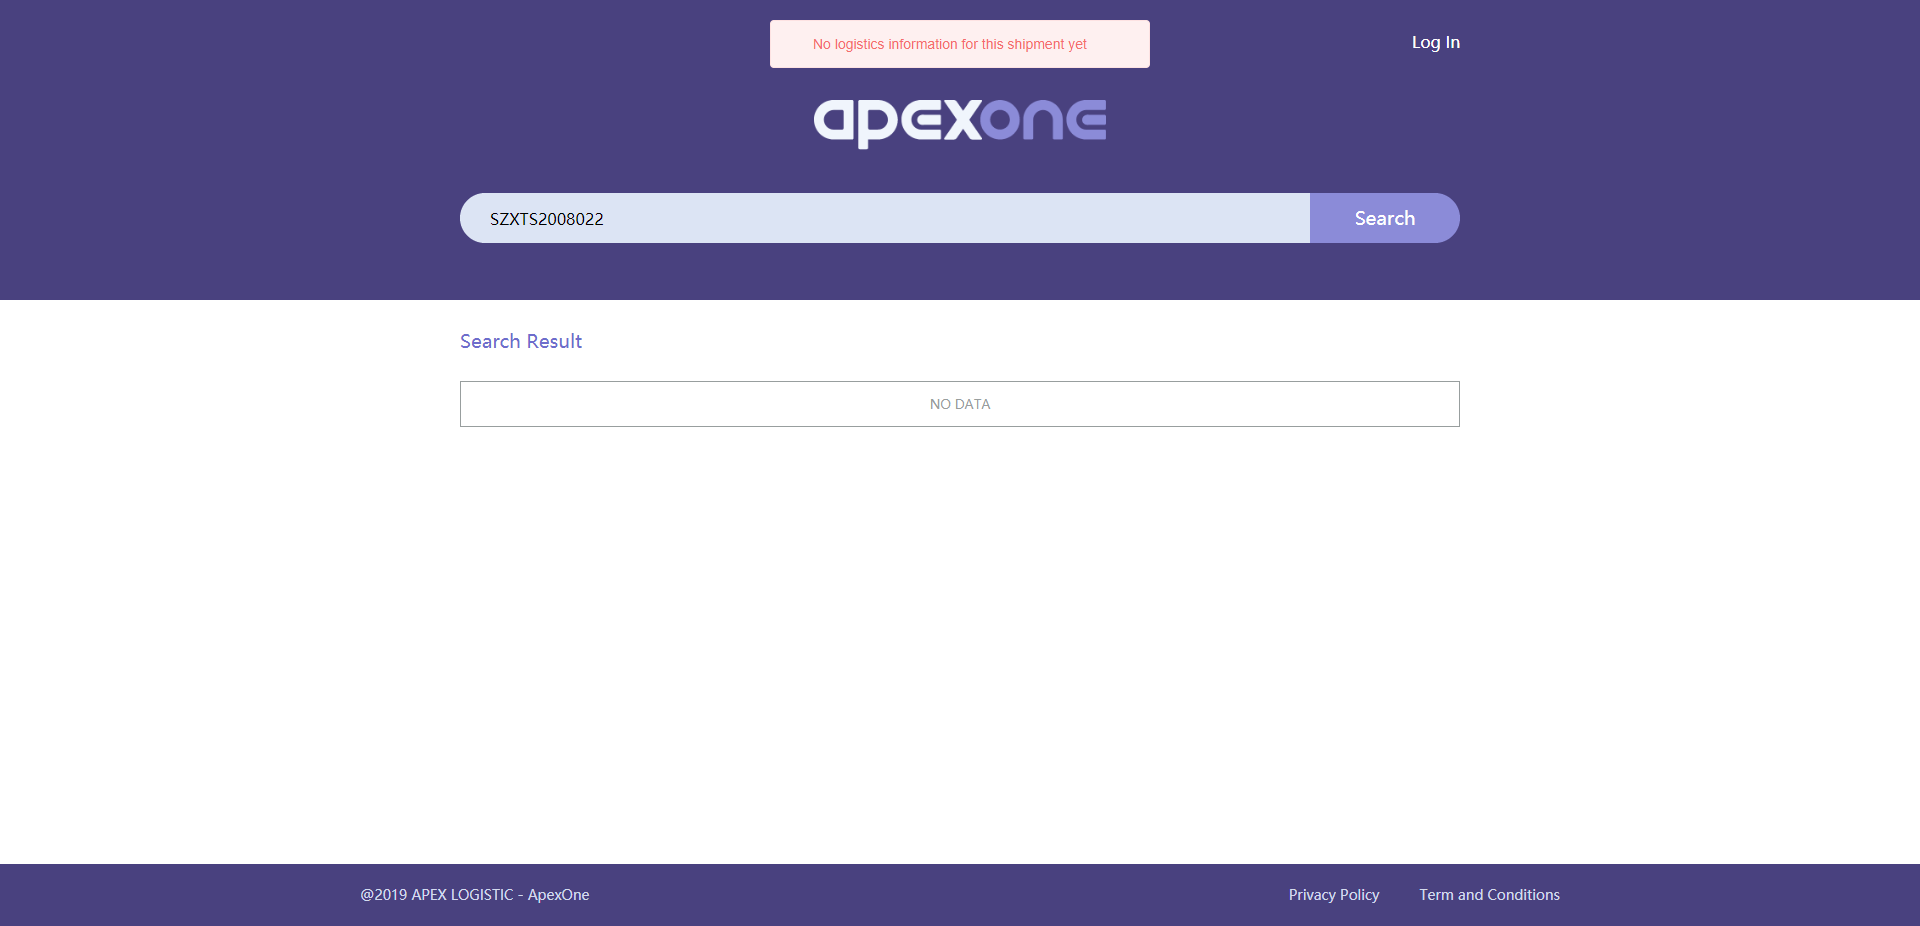 No logistics information for this shipment yet
Log In
apexone
SZXTS2008022
Search
Search Result
NO DATA
@2019 APEX LOGISTIC - ApexOne
Privacy Policy
Term and Conditions